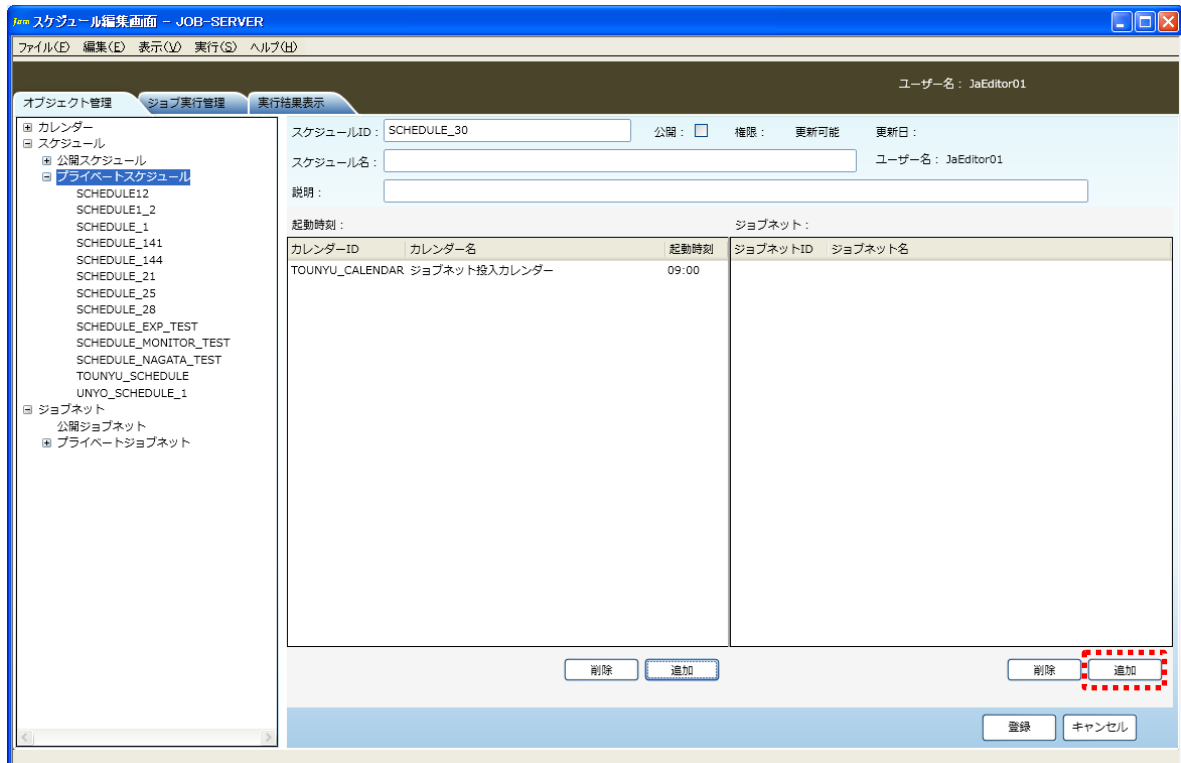 Jam スケジュール編集画面 - JOB-SERVER
ファイル(F) 編集(E) 表示(V) 実行(S) ヘルプ(H)
ユーザー名： JaEditor01
オブジェクト管理 ジョブ実行管理 実行結果表示
カレンダー
スケジュール
公開スケジュール
プライベートスケジュール
SCHEDULE12
SCHEDULE1_2
SCHEDULE_1
SCHEDULE_141
SCHEDULE_144
SCHEDULE_21
SCHEDULE_25
SCHEDULE_28
SCHEDULE_EXP_TEST
SCHEDULE_MONITOR_TEST
SCHEDULE_NAGATA_TEST
TOUNYU_SCHEDULE
UNYO_SCHEDULE_1
ジョブネット
公開ジョブネット
プライベートジョブネット
スケジュールID： SCHEDULE_30 公開： 権限： 更新可能 更新日：
スケジュール名： ユーザー名： JaEditor01
説明：
起動時刻： ジョブネット：
カレンダーID カレンダー名 起動時刻 ジョブネットID ジョブネット名
TOUNYU_CALENDAR ジョブネット投入カレンダー 09:00
削除 追加 削除 追加
登録 キャンセル